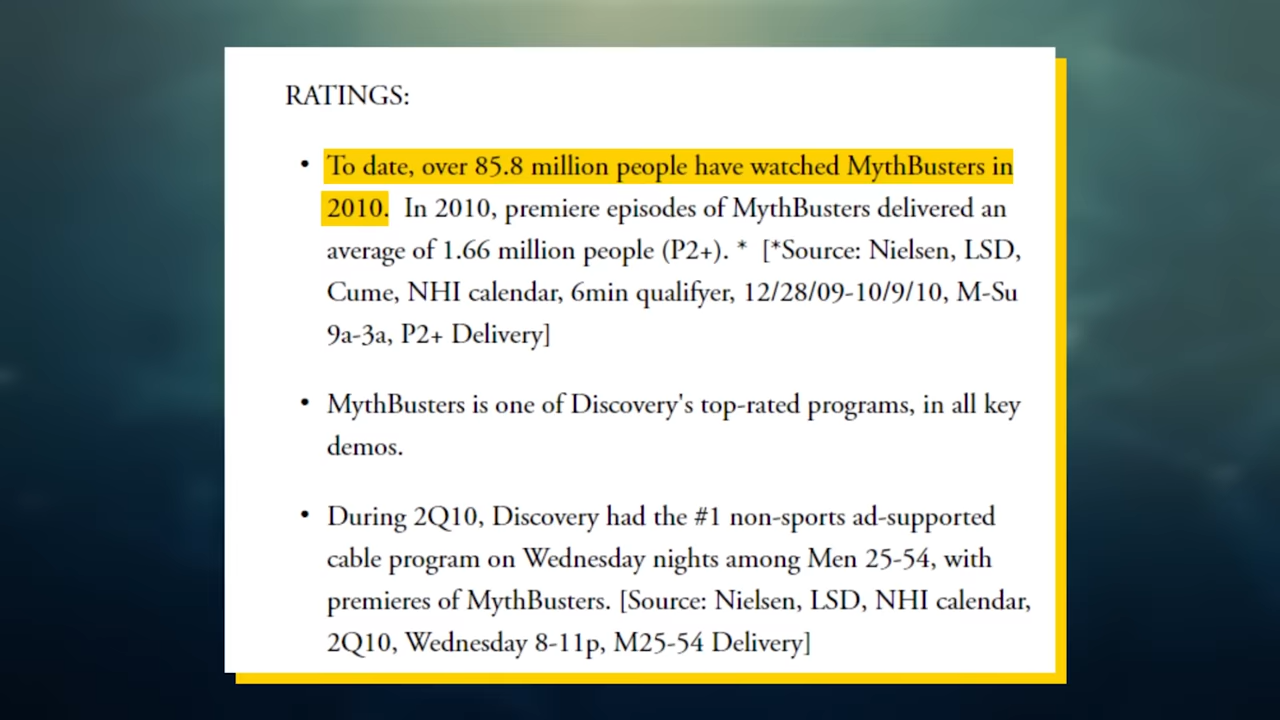 RATINGS:
• To date, over 85.8 million people have watched MythBusters in
2010. In 2010, premiere episodes of MythBusters delivered an
average of 1.66 million people (P2+). * [*Source: Nielsen, LSD,
Cume, NHI calendar, 6min qualifyer, 12/28/09-10/9/10, M-Su
9a-3a, P2+ Delivery]
• MythBusters is one of Discovery's top-rated programs, in all key
demos.
• During 2Q10, Discovery had the #1 non-sports ad-supported
cable program on Wednesday nights among Men 25-54, with
premieres of MythBusters. [Source: Nielsen, LSD, NHI calendar,
2Q10, Wednesday 8-11p, M25-54 Delivery]